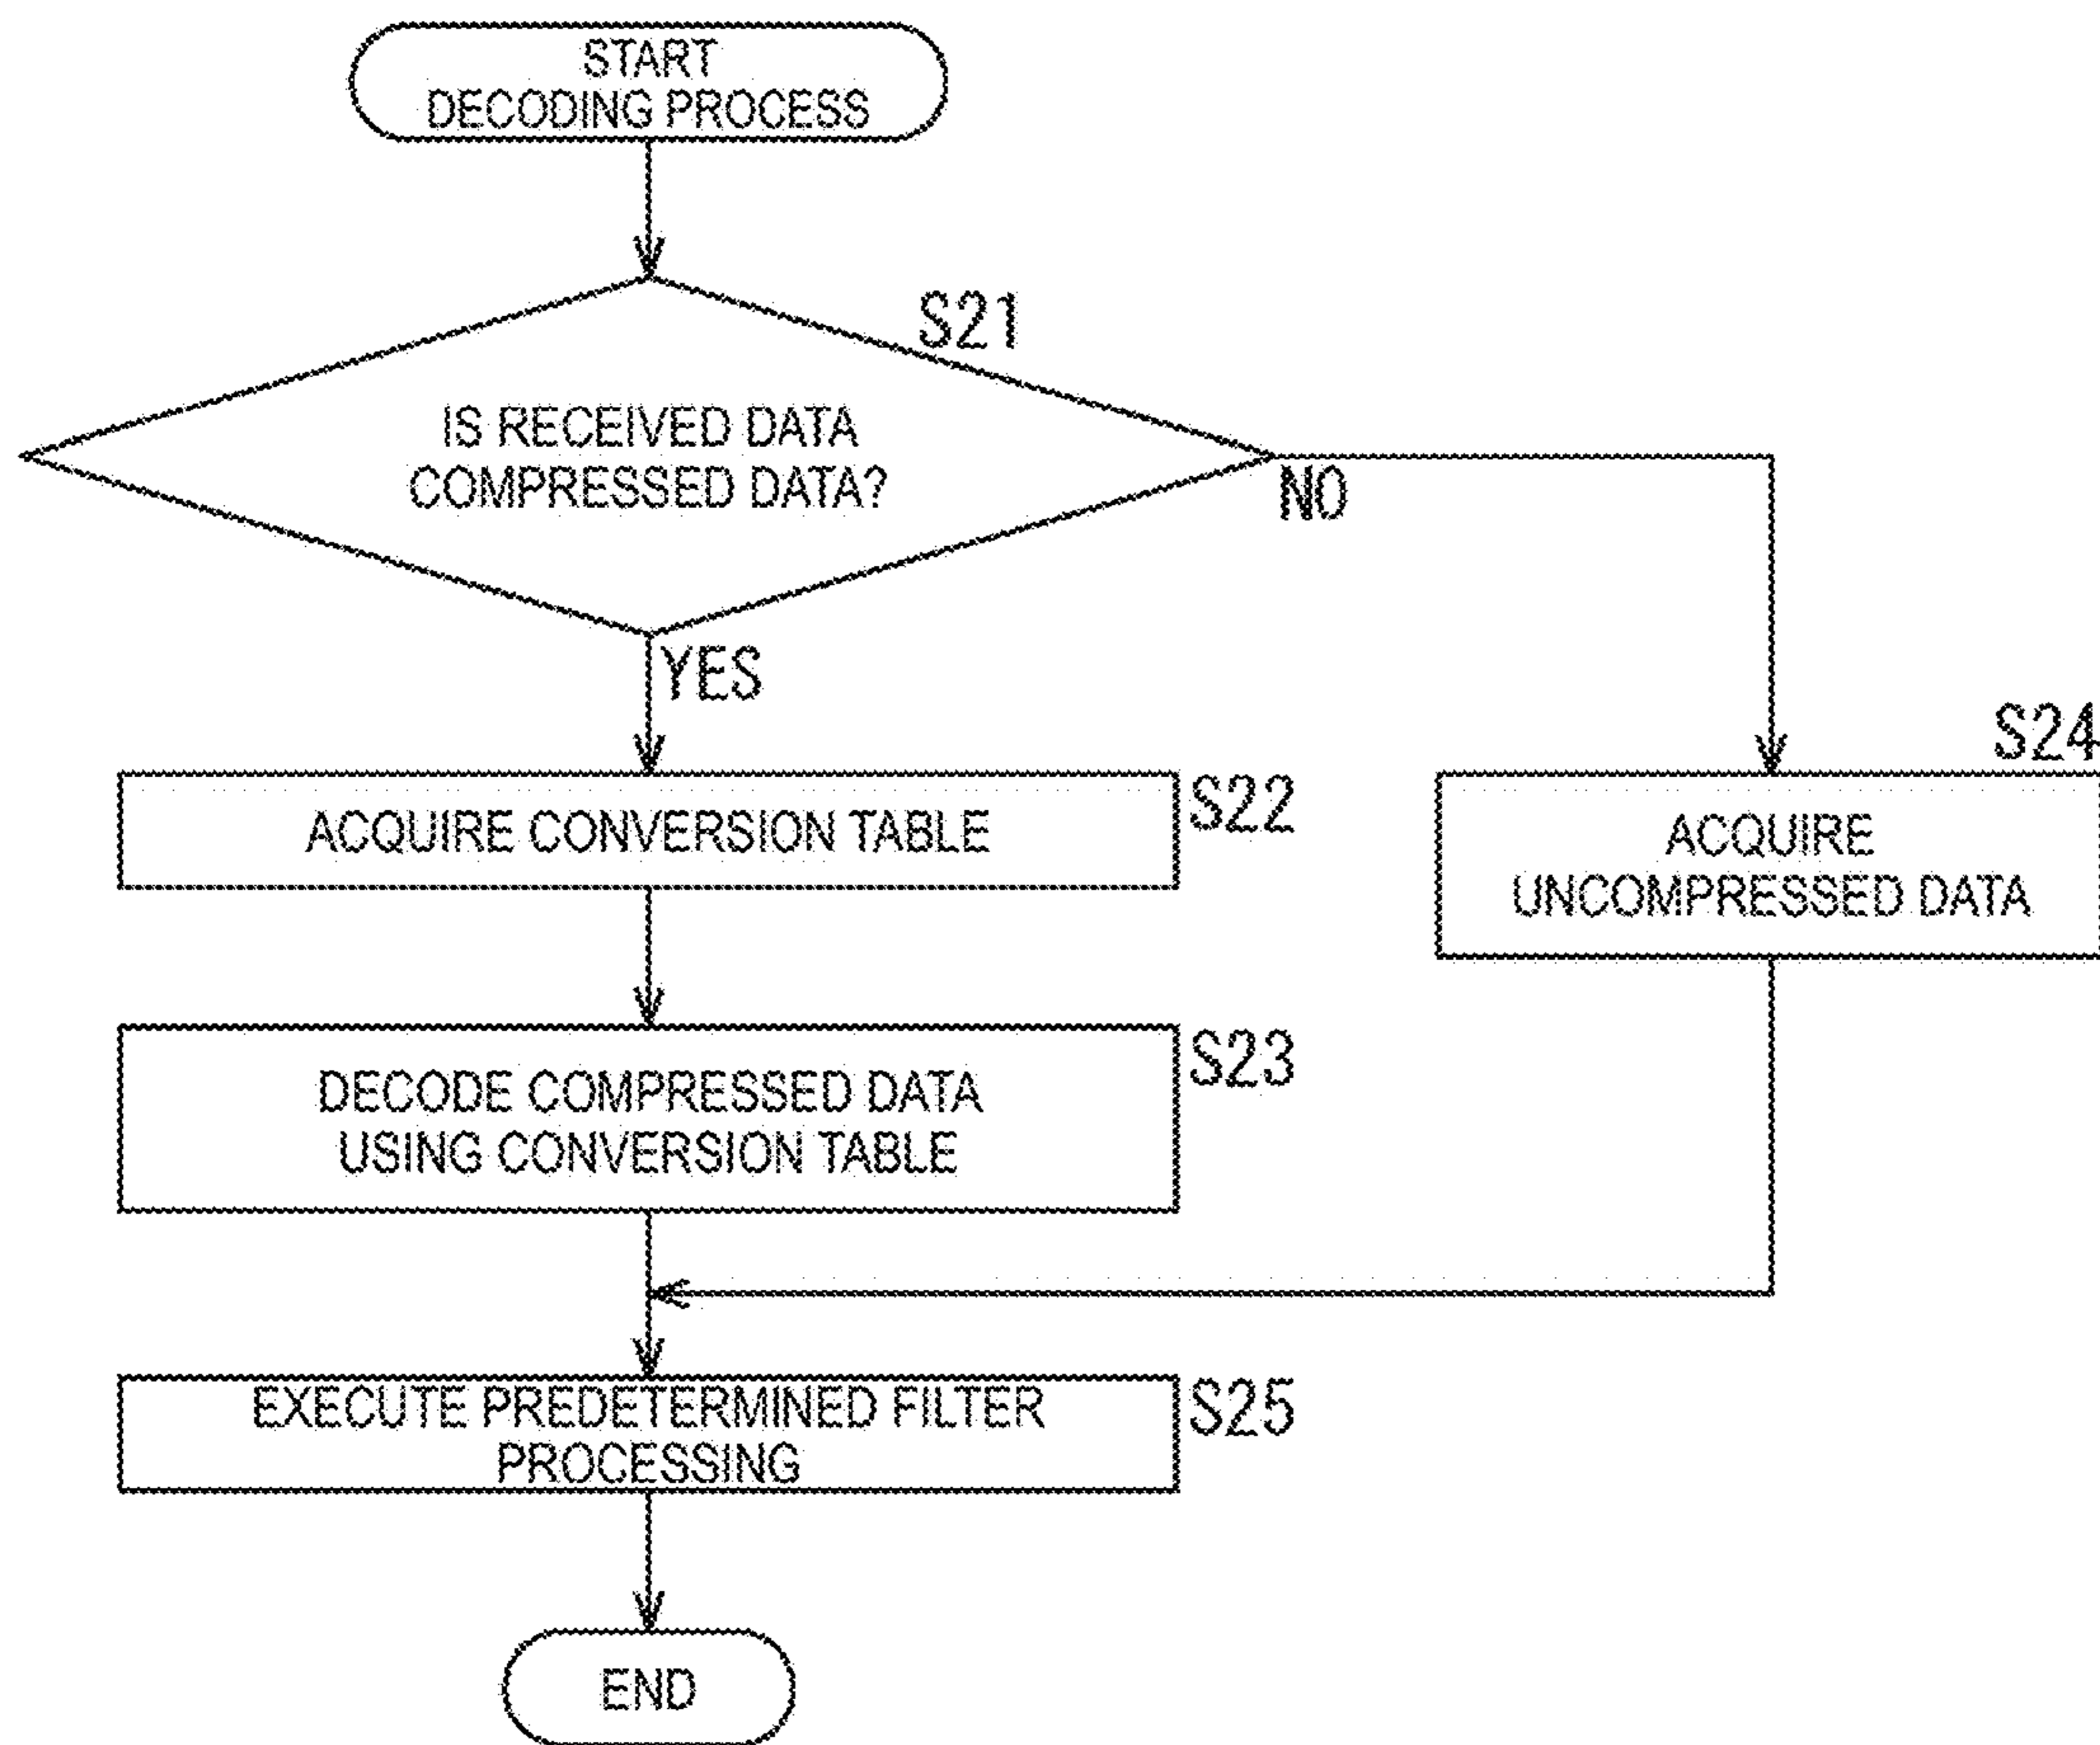 START
DECODING PROCESS
S21
IS RECEIVED DATA
COMPRESSED DATA?
NO
YES
S22
ACQUIRE CONVERSION TABLE
S24
ACQUIRE
UNCOMPRESSED DATA
S23
DECODE COMPRESSED DATA
USING CONVERSION TABLE
S25
EXECUTE PREDETERMINED FILTER
PROCESSING
END